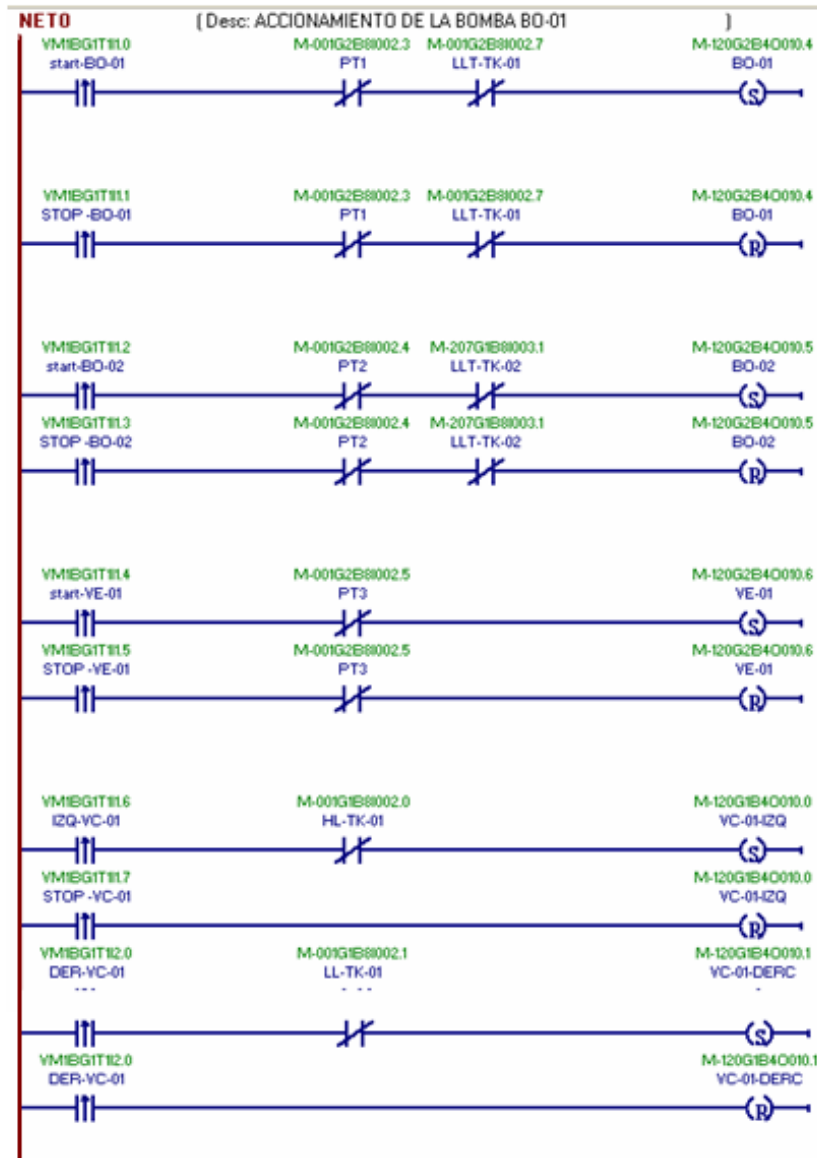 NET0 ( Desc: ACCIONAMIENTO DE LA BOMBA BO-01 )
VM1BG1T1I1.0 M-001G2B8I002.3 M-001G2B8I002.7 M-120G2B4O010.4
start-BO-01 PT1 LLT-TK-01 BO-01
(S)
VM1BG1T1I1.1 M-001G2B8I002.3 M-001G2B8I002.7 M-120G2B4O010.4
STOP -BO-01 PT1 LLT-TK-01 BO-01
(R)
VM1BG1T1I1.2 M-001G2B8I002.4 M-207G1B8I003.1 M-120G2B4O010.5
start-BO-02 PT2 LLT-TK-02 BO-02
(S)
VM1BG1T1I1.3 M-001G2B8I002.4 M-207G1B8I003.1 M-120G2B4O010.5
STOP -BO-02 PT2 LLT-TK-02 BO-02
(R)
VM1BG1T1I1.4 M-001G2B8I002.5 M-120G2B4O010.6
start-VE-01 PT3 VE-01
(S)
VM1BG1T1I1.5 M-001G2B8I002.5 M-120G2B4O010.6
STOP -VE-01 PT3 VE-01
(R)
VM1BG1T1I1.6 M-001G1B8I002.0 M-120G1B4O010.0
IZQ-VC-01 HL-TK-01 VC-01-IZQ
(S)
VM1BG1T1I1.7 M-120G1B4O010.0
STOP -VC-01 VC-01-IZQ
(R)
VM1BG1T1I2.0 M-001G1B8I002.1 M-120G1B4O010.1
DER-VC-01 LL-TK-01 VC-01-DERC
(S)
VM1BG1T1I2.0 M-120G1B4O010.1
DER-VC-01 VC-01-DERC
(R)